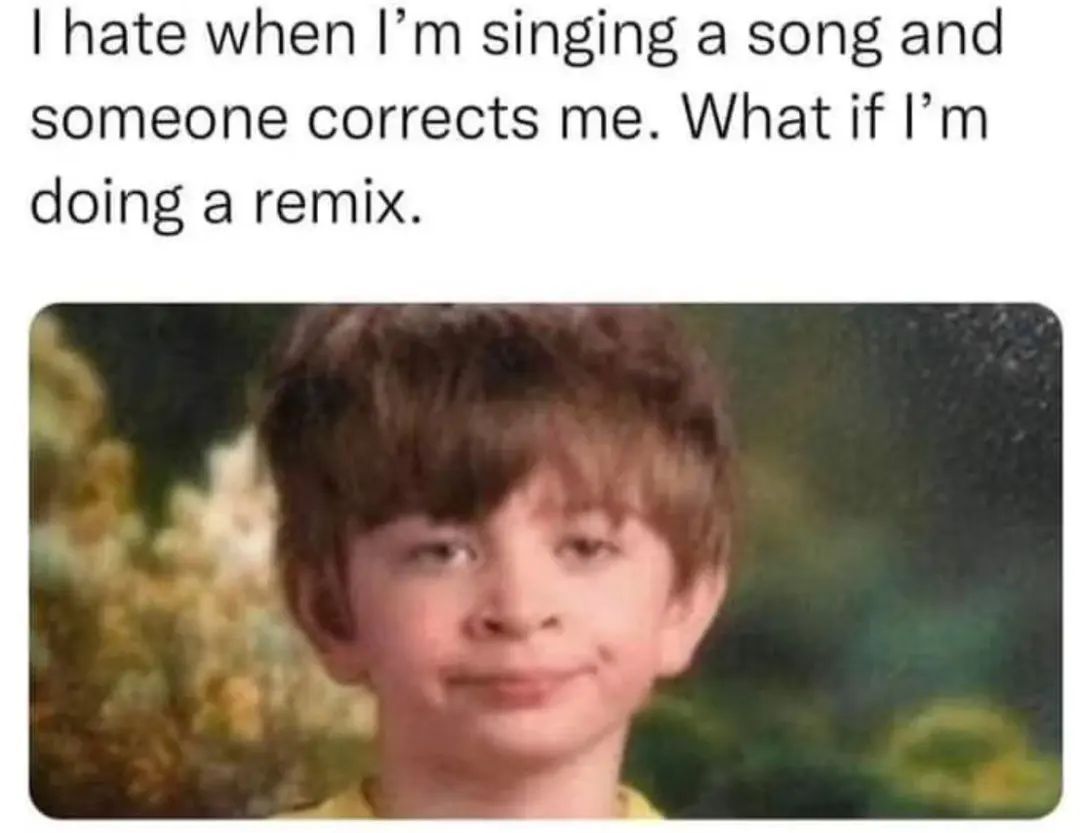 I hate when I’m singing a song and
someone corrects me. What if I’m
doing a remix.